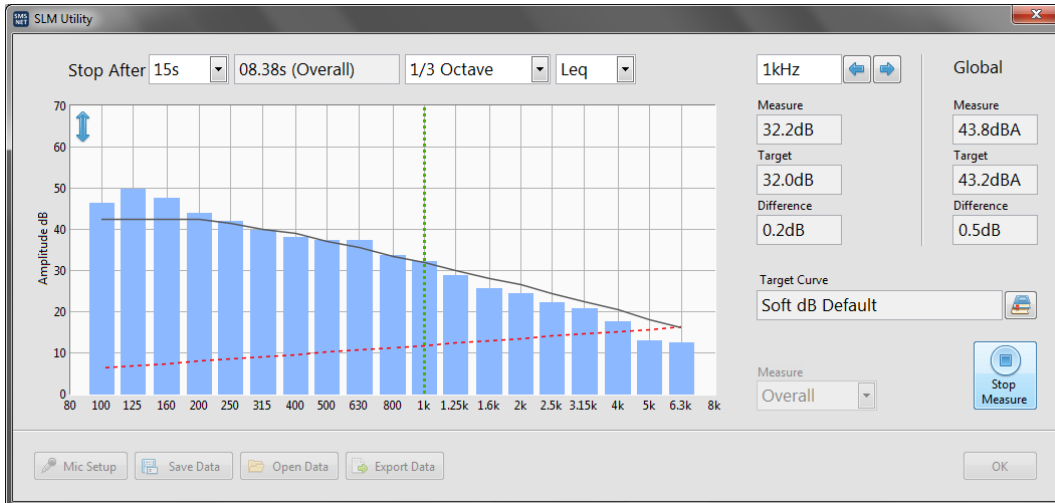 SMS
NET
SLM Utility
Stop After 15s 08.38s (Overall) 1/3 Octave Leq
1kHz
Global
Measure
32.2dB
Target
32.0dB
Difference
0.2dB
Measure
43.8dBA
Target
43.2dBA
Difference
0.5dB
Amplitude dB
70
60
50
40
30
20
10
0
80 100 125 160 200 250 315 400 500 630 800 1k 1.25k 1.6k 2k 2.5k 3.15k 4k 5k 6.3k 8k
Target Curve
Soft dB Default
Measure
Overall
Stop
Measure
Mic Setup Save Data Open Data Export Data OK